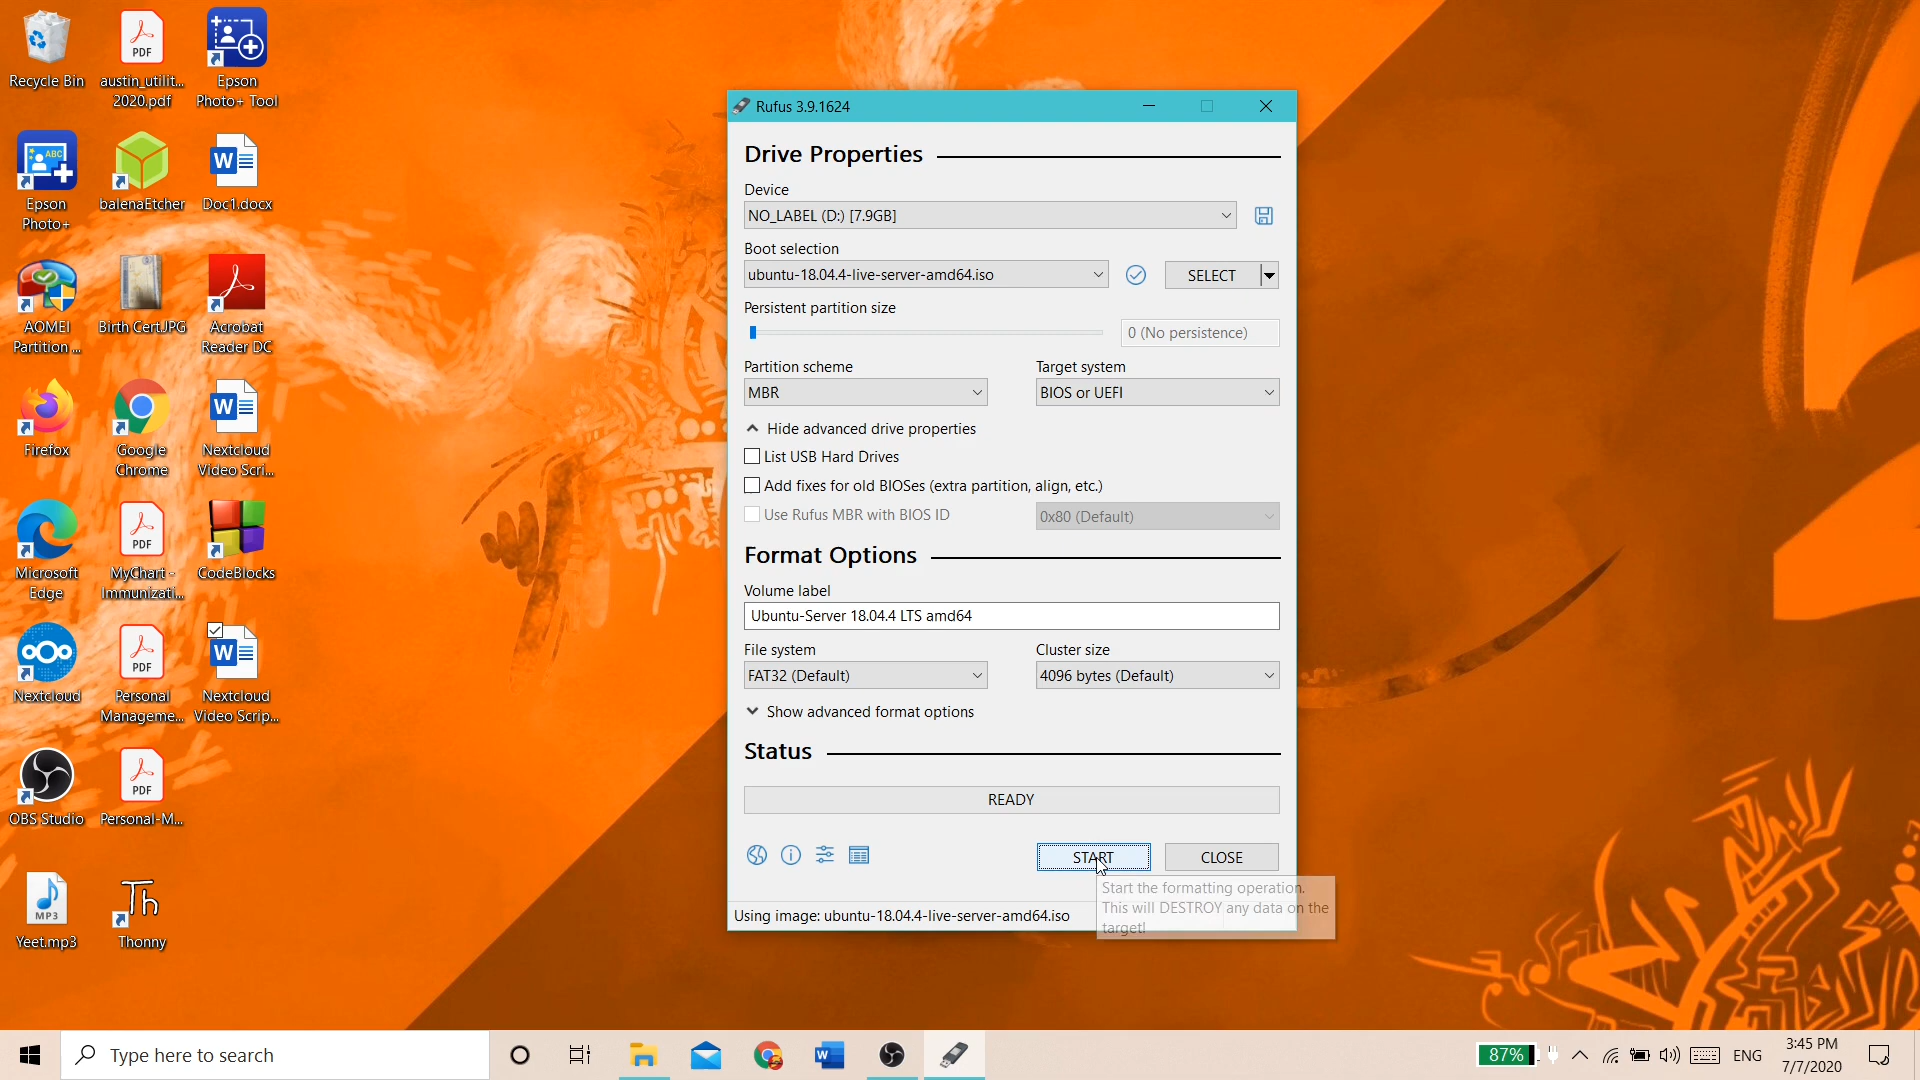 Recycle Bin
austin_utilit...
2020.pdf
Epson
Photo+ Tool
Epson
Photo+
balenaEtcher
Doc1.docx
AOMEI
Partition ...
Birth Cert.JPG
Acrobat
Reader DC
Firefox
Google
Chrome
Nextcloud
Video Scri...
Microsoft
Edge
PDF
MyChart -
Immunizati...
CodeBlocks
Nextcloud
PDF
Personal
Manageme...
Nextcloud
Video Scrip...
OBS Studio
PDF
Personal-M...
MP3
Yeet.mp3
Th
Thonny
PDF
ABC
W
W
W
Rufus 3.9.1624
Drive Properties
Device
NO_LABEL (D:) [7.9GB]
Boot selection
ubuntu-18.04.4-live-server-amd64.iso
SELECT
Persistent partition size
0 (No persistence)
Partition scheme
Target system
MBR
BIOS or UEFI
Hide advanced drive properties
List USB Hard Drives
Add fixes for old BIOSes (extra partition, align, etc.)
Use Rufus MBR with BIOS ID
0x80 (Default)
Format Options
Volume label
Ubuntu-Server 18.04.4 LTS amd64
File system
Cluster size
FAT32 (Default)
4096 bytes (Default)
Show advanced format options
Status
READY
START
CLOSE
Start the formatting operation.
This will DESTROY any data on the
target!
Using image: ubuntu-18.04.4-live-server-amd64.iso
Type here to search
W
87%
ENG
3:45 PM
7/7/2020